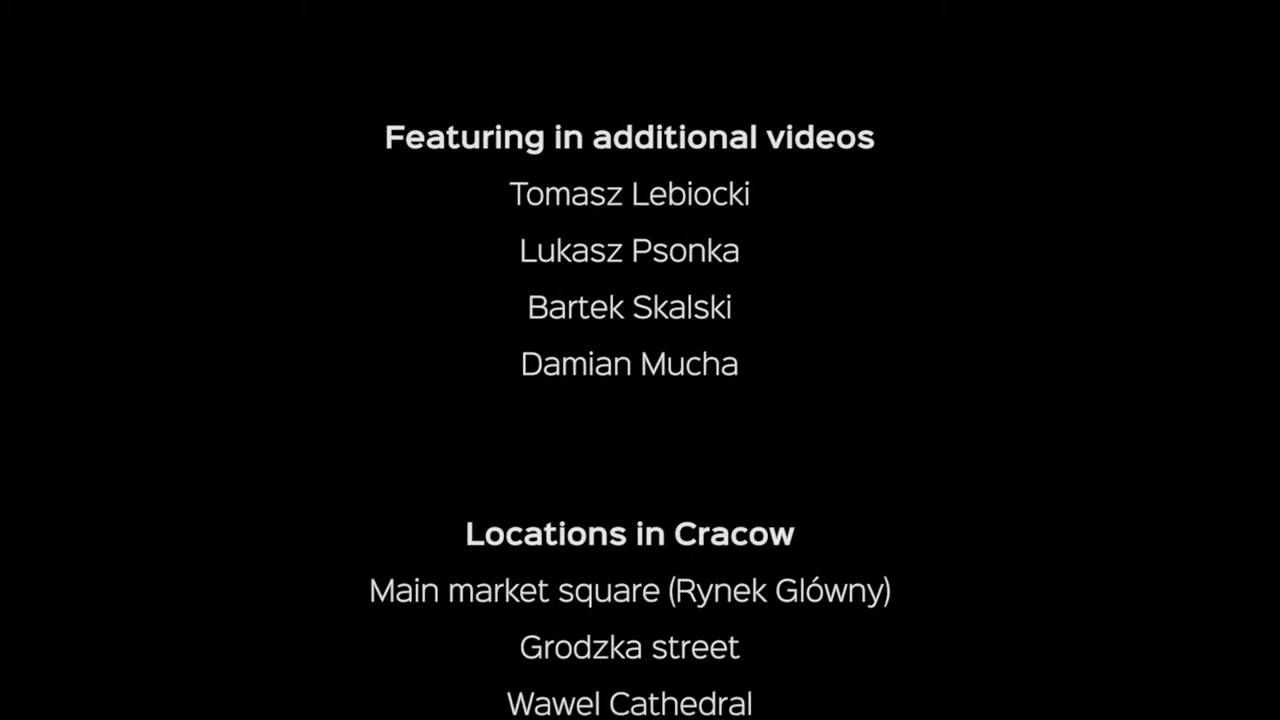 Featuring in additional videos
Tomasz Lebiocki
Lukasz Psonka
Bartek Skalski
Damian Mucha
Locations in Cracow
Main market square (Rynek Glówny)
Grodzka street
Wawel Cathedral